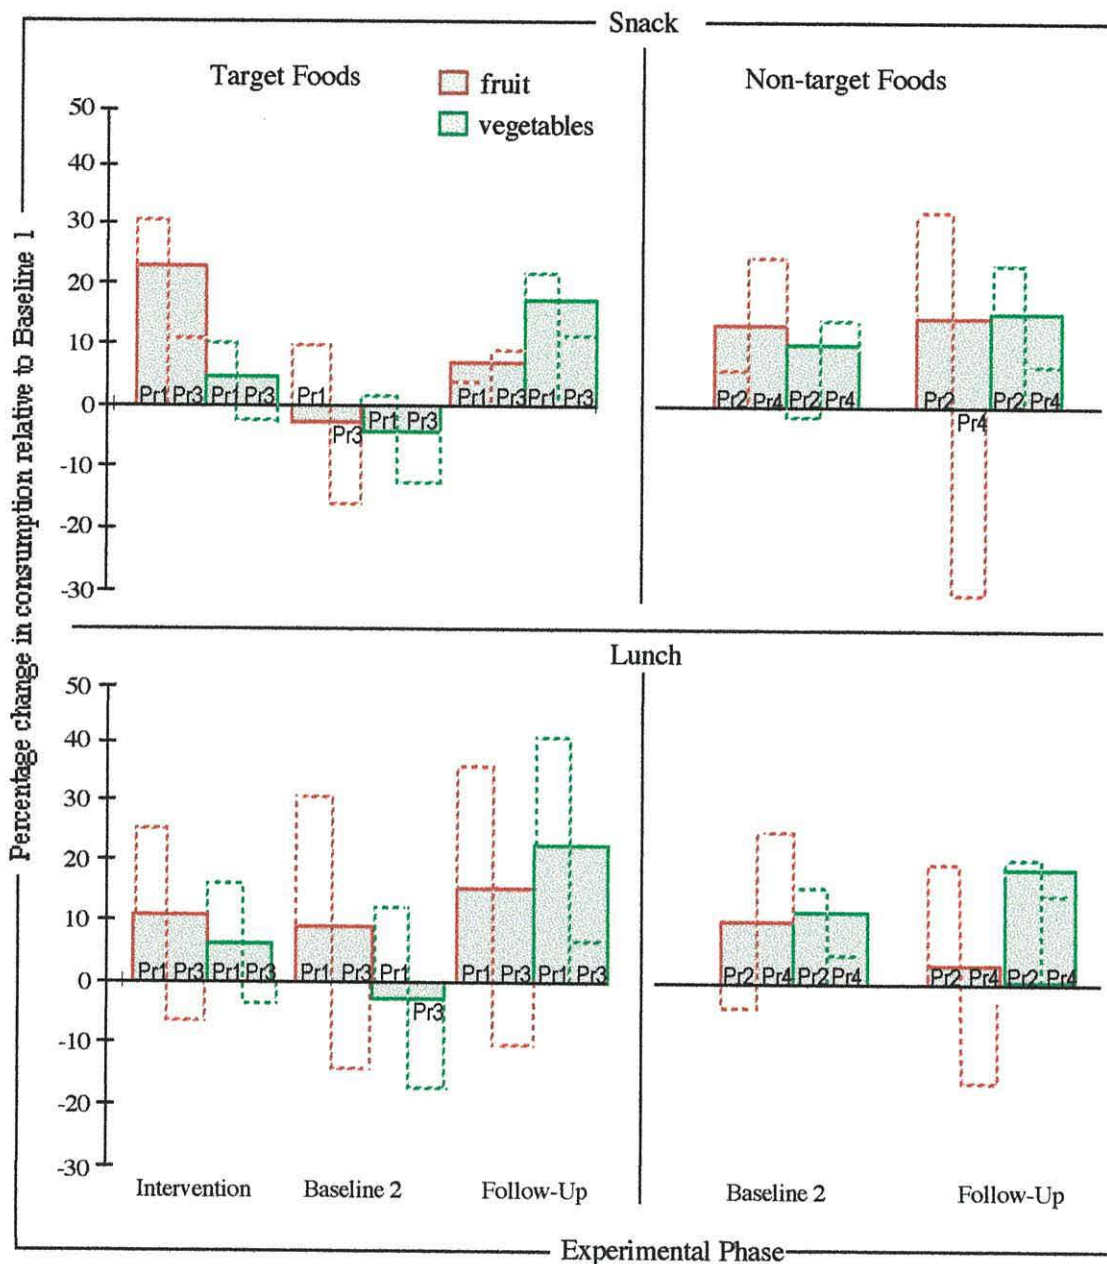 Snack
Target Foods
fruit
vegetables
Non-target Foods
Percentage change in consumption relative to Baseline 1
50
40
30
20
10
0
-10
-20
-30
Pr1 Pr3 Pr1 Pr3
Pr1 Pr3 Pr1 Pr3
Pr1 Pr3 Pr1 Pr3
Pr2 Pr4 Pr2 Pr4
Pr2 Pr4 Pr2 Pr4
Lunch
50
40
30
20
10
0
-10
-20
-30
Pr1 Pr3 Pr1 Pr3
Pr1 Pr3 Pr1 Pr3
Pr1 Pr3 Pr1 Pr3
Pr2 Pr4 Pr2 Pr4
Pr2 Pr4 Pr2 Pr4
Intervention Baseline 2 Follow-Up Baseline 2 Follow-Up
Experimental Phase